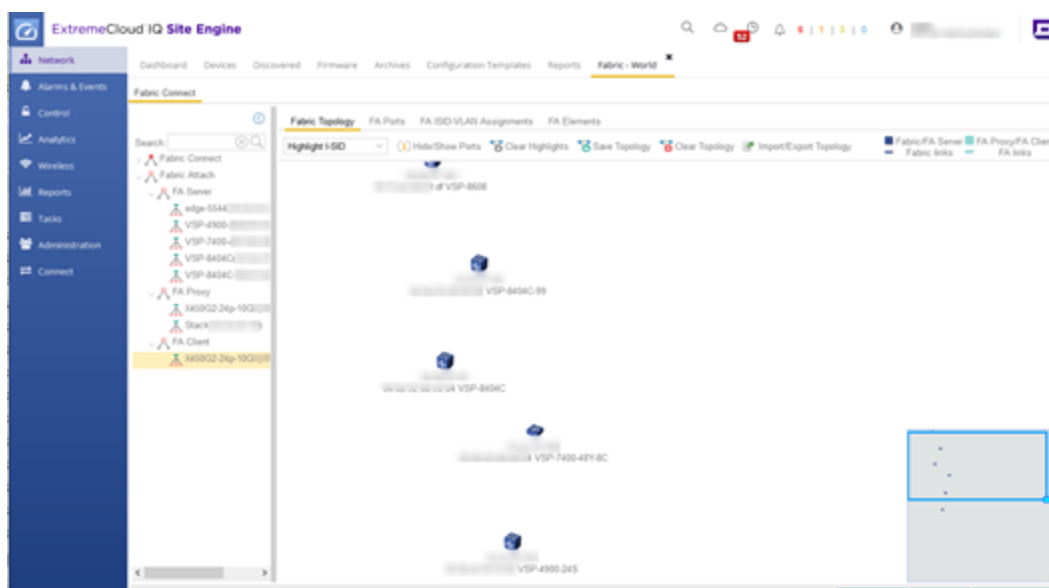 ExtremeCloud IQ Site Engine
52
6 | 1 | 3 | 0
Network
Alarms & Events
Control
Analytics
Wireless
Reports
Tasks
Administration
Connect
Dashboard Devices Discovered Firmware Archives Configuration Templates Reports Fabric - World
Fabric Connect
Search
Fabric Connect
Fabric Attach
FA Server
edge-5544
VSP-4900-
VSP-7400-
VSP-8404C
VSP-8404C
FA Proxy
X450G2-24p-10G
Stack
FA Client
X450G2-24p-10G
Fabric Topology FA Ports FA ISID-VLAN Assignments FA Elements
Highlight I-SID Hide/Show Ports Clear Highlights Save Topology Clear Topology Import/Export Topology
Fabric/FA Server FA Proxy/FA Clien
Fabric links FA links
VSP-8608
VSP-8404C-99
VSP-8404C
VSP-7400-48Y-8C
VSP-4900-24S